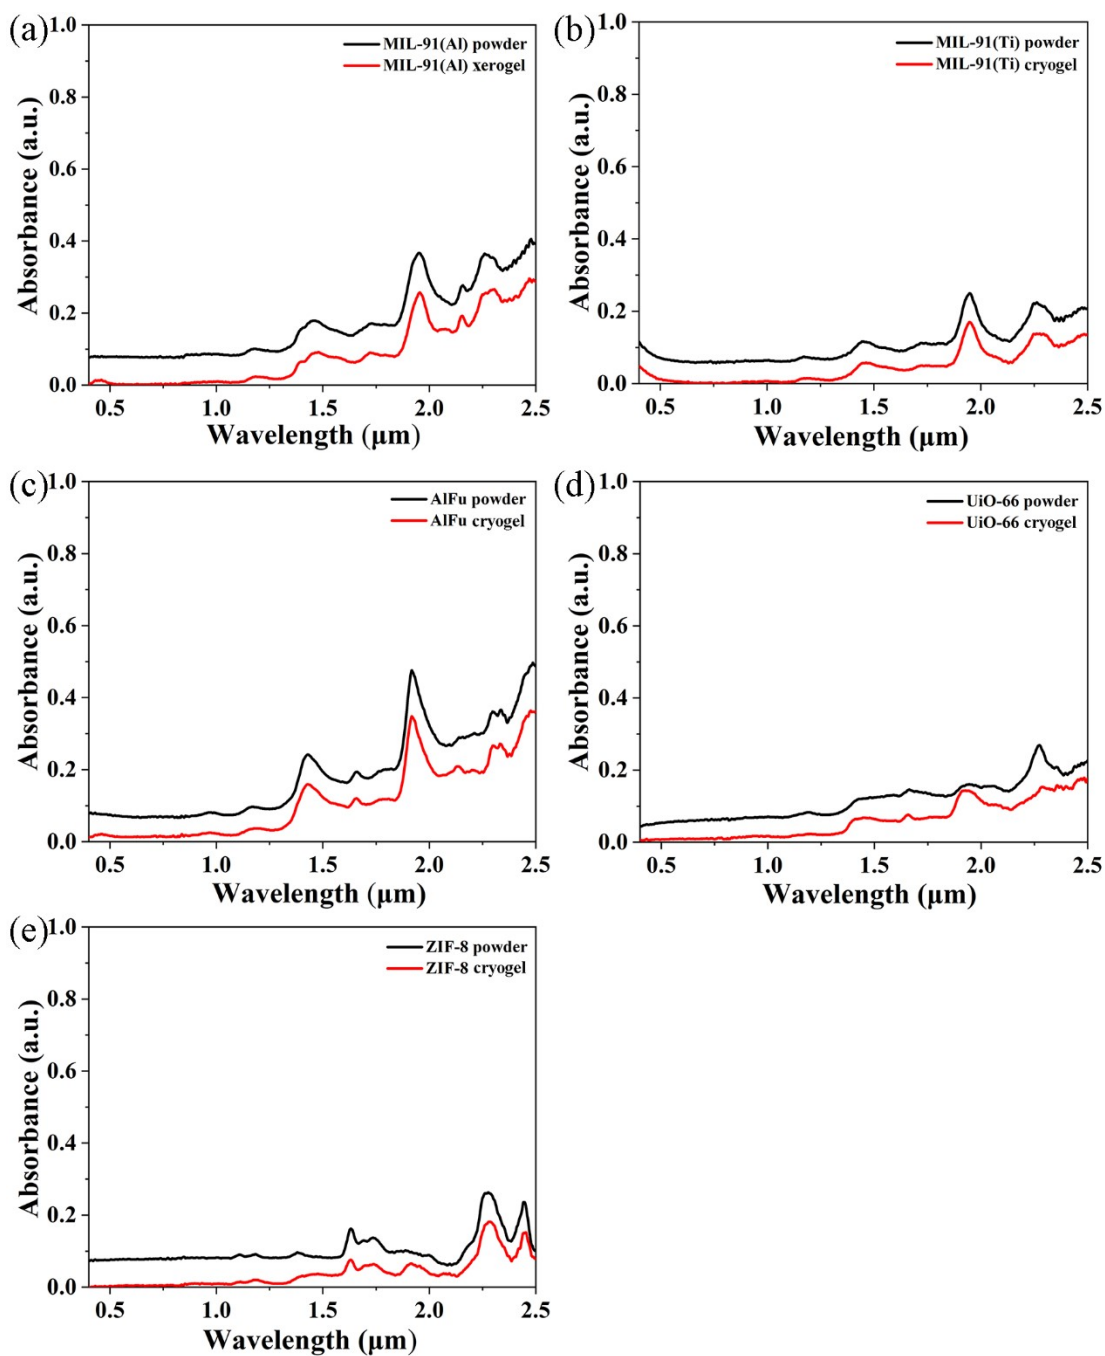 (a)
MIL-91(Al) powder
MIL-91(Al) xerogel
Absorbance (a.u.)
1.0
0.8
0.6
0.4
0.2
0.0
0.5 1.0 1.5 2.0 2.5
Wavelength (μm)
(b)
MIL-91(Ti) powder
MIL-91(Ti) cryogel
Absorbance (a.u.)
1.0
0.8
0.6
0.4
0.2
0.0
0.5 1.0 1.5 2.0 2.5
Wavelength (μm)
(c)
AlFu powder
AlFu cryogel
Absorbance (a.u.)
1.0
0.8
0.6
0.4
0.2
0.0
0.5 1.0 1.5 2.0 2.5
Wavelength (μm)
(d)
UiO-66 powder
UiO-66 cryogel
Absorbance (a.u.)
1.0
0.8
0.6
0.4
0.2
0.0
0.5 1.0 1.5 2.0 2.5
Wavelength (μm)
(e)
ZIF-8 powder
ZIF-8 cryogel
Absorbance (a.u.)
1.0
0.8
0.6
0.4
0.2
0.0
0.5 1.0 1.5 2.0 2.5
Wavelength (μm)